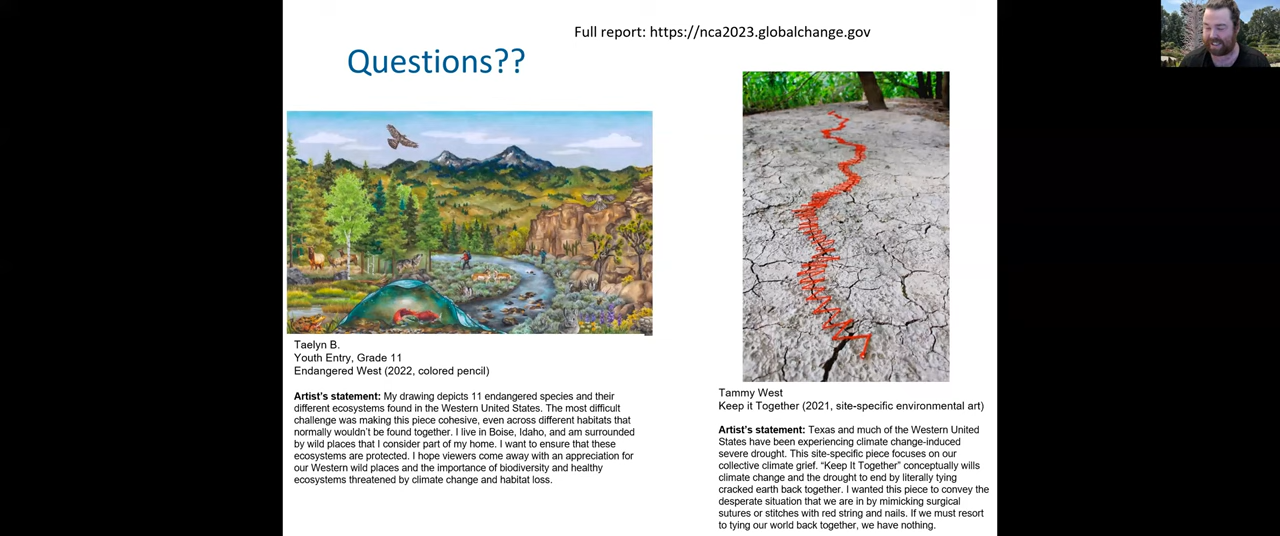 Full report: https://nca2023.globalchange.gov
Questions??
Taelyn B.
Youth Entry, Grade 11
Endangered West (2022, colored pencil)
Artist's statement: My drawing depicts 11 endangered species and their
different ecosystems found in the Western United States. The most difficult
challenge was making this piece cohesive, even across different habitats that
normally wouldn't be found together. I live in Boise, Idaho, and am surrounded
by wild places that I consider part of my home. I want to ensure that these
ecosystems are protected. I hope viewers come away with an appreciation for
our Western wild places and the importance of biodiversity and healthy
ecosystems threatened by climate change and habitat loss.
Tammy West
Keep it Together (2021, site-specific environmental art)
Artist's statement: Texas and much of the Western United
States have been experiencing climate change-induced
severe drought. This site-specific piece focuses on our
collective climate grief. "Keep It Together" conceptually wills
climate change and the drought to end by literally tying
cracked earth back together. I wanted this piece to convey the
desperate situation that we are in by mimicking surgical
sutures or stitches with red string and nails. If we must resort
to tying our world back together, we have nothing.